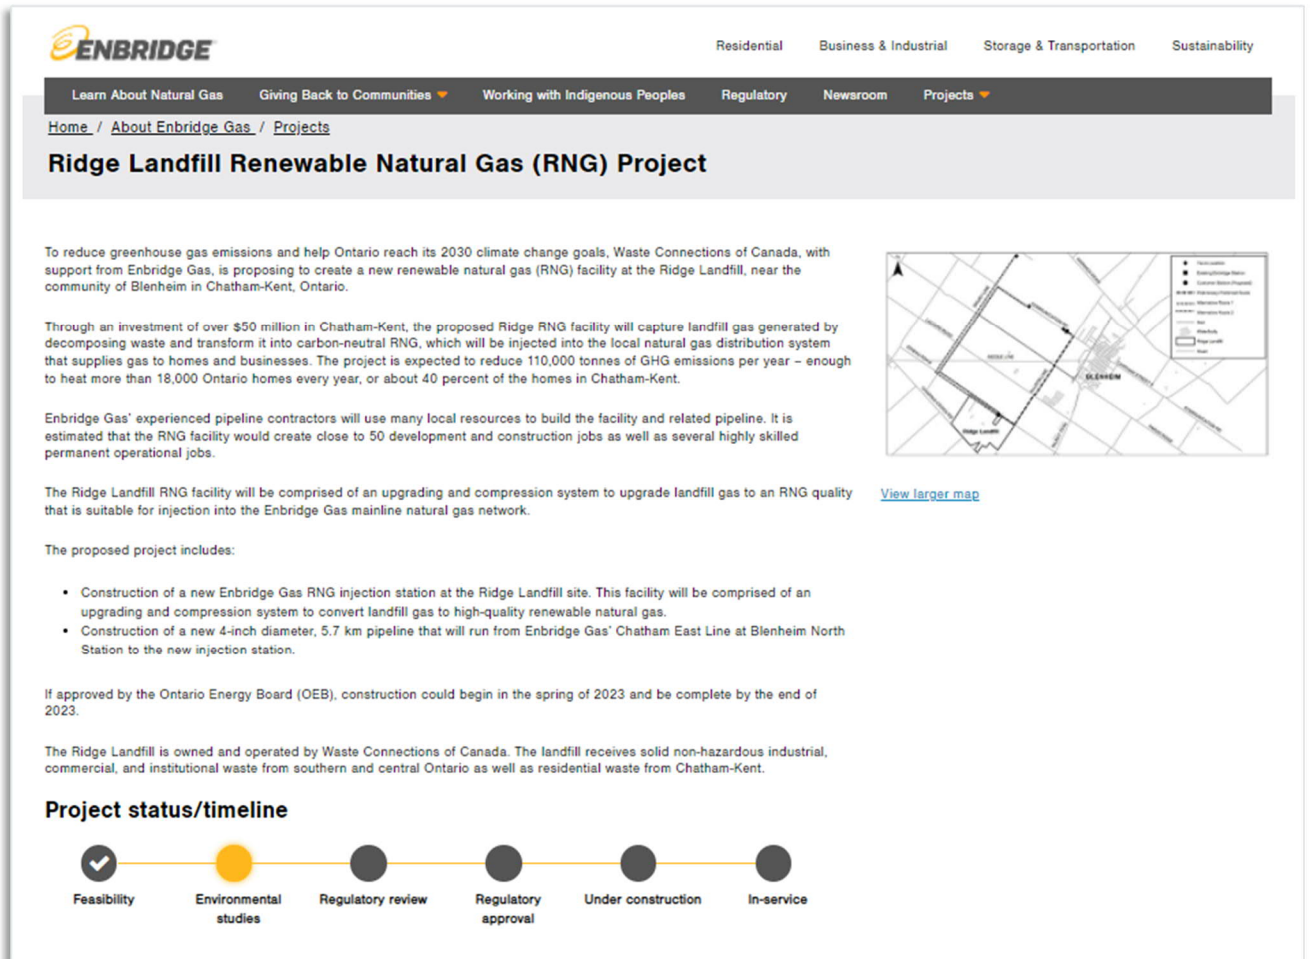 ENBRIDGE
Residential Business & Industrial Storage & Transportation Sustainability
Learn About Natural Gas Giving Back to Communities Working with Indigenous Peoples Regulatory Newsroom Projects
Home / About Enbridge Gas / Projects
Ridge Landfill Renewable Natural Gas (RNG) Project
To reduce greenhouse gas emissions and help Ontario reach its 2030 climate change goals, Waste Connections of Canada, with
support from Enbridge Gas, is proposing to create a new renewable natural gas (RNG) facility at the Ridge Landfill, near the
community of Blenheim in Chatham-Kent, Ontario.
Through an investment of over $50 million in Chatham-Kent, the proposed Ridge RNG facility will capture landfill gas generated by
decomposing waste and transform it into carbon-neutral RNG, which will be injected into the local natural gas distribution system
that supplies gas to homes and businesses. The project is expected to reduce 110,000 tonnes of GHG emissions per year – enough
to heat more than 18,000 Ontario homes every year, or about 40 percent of the homes in Chatham-Kent.
Enbridge Gas' experienced pipeline contractors will use many local resources to build the facility and related pipeline. It is
estimated that the RNG facility would create close to 50 development and construction jobs as well as several highly skilled
permanent operational jobs.
The Ridge Landfill RNG facility will be comprised of an upgrading and compression system to upgrade landfill gas to an RNG quality
that is suitable for injection into the Enbridge Gas mainline natural gas network.
The proposed project includes:
• Construction of a new Enbridge Gas RNG injection station at the Ridge Landfill site. This facility will be comprised of an
upgrading and compression system to convert landfill gas to high-quality renewable natural gas.
• Construction of a new 4-inch diameter, 5.7 km pipeline that will run from Enbridge Gas' Chatham East Line at Blenheim North
Station to the new injection station.
If approved by the Ontario Energy Board (OEB), construction could begin in the spring of 2023 and be complete by the end of
2023.
The Ridge Landfill is owned and operated by Waste Connections of Canada. The landfill receives solid non-hazardous industrial,
commercial, and institutional waste from southern and central Ontario as well as residential waste from Chatham-Kent.
BLENHEIM
Ridge Landfill
View larger map
Project status/timeline
Feasibility
Environmental
studies
Regulatory review
Regulatory
approval
Under construction
In-service